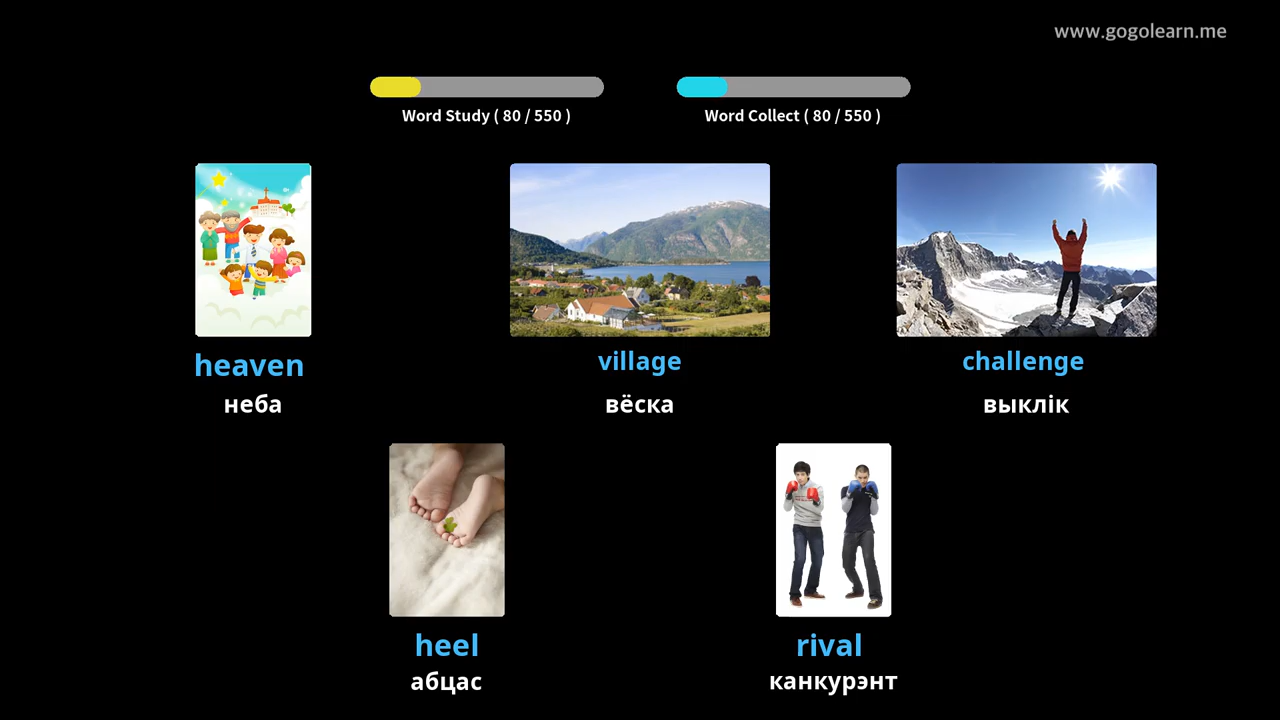 www.gogolearn.me
Word Study ( 80 / 550 )
Word Collect ( 80 / 550 )
heaven
неба
village
вёска
challenge
выклік
heel
абцас
rival
канкурэнт